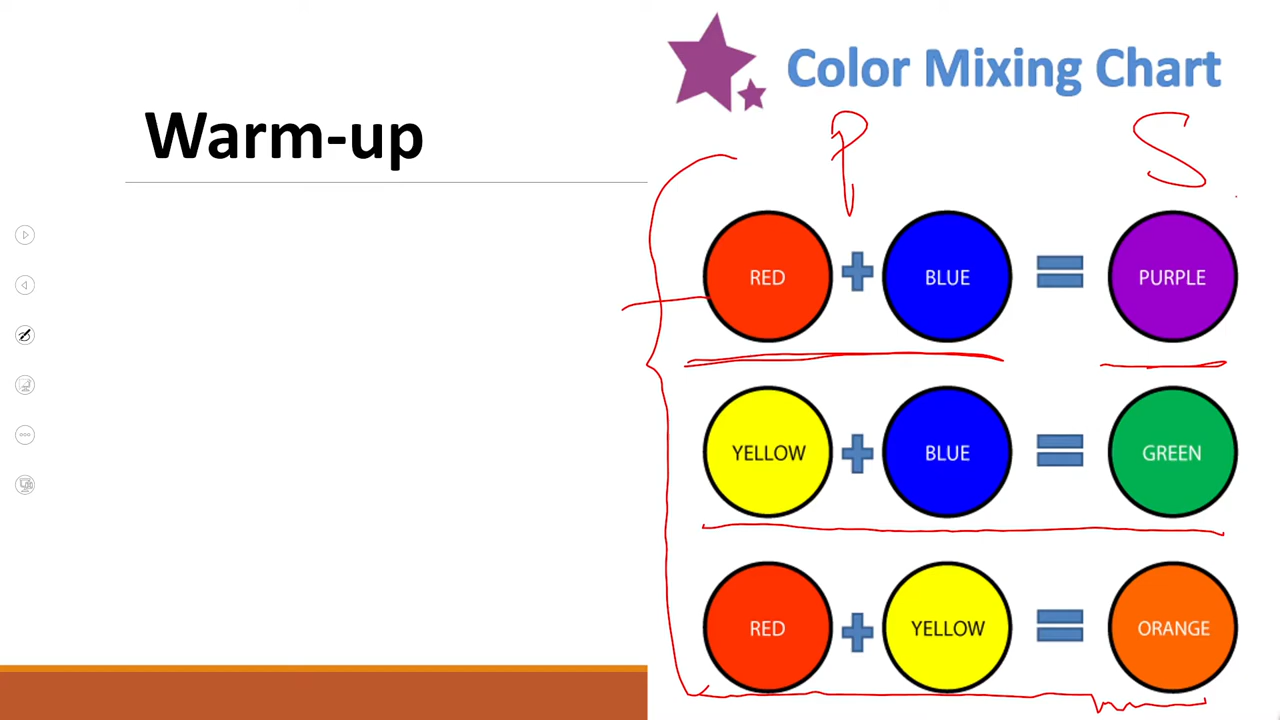 Color Mixing Chart
Warm-up
P S
RED + BLUE = PURPLE
YELLOW + BLUE = GREEN
RED + YELLOW = ORANGE